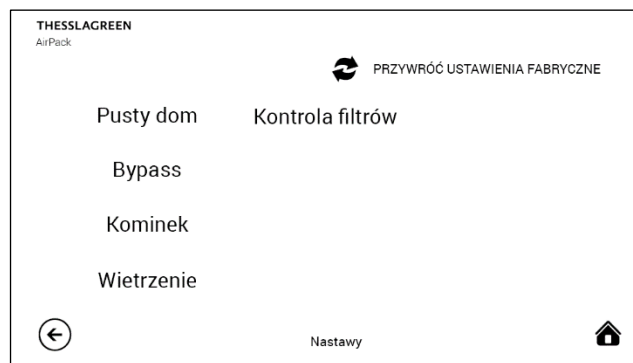 THESSLAGREEN
AirPack
PRZYWRÓĆ USTAWIENIA FABRYCZNE
Pusty dom
Kontrola filtrów
Bypass
Kominek
Wietrzenie
Nastawy